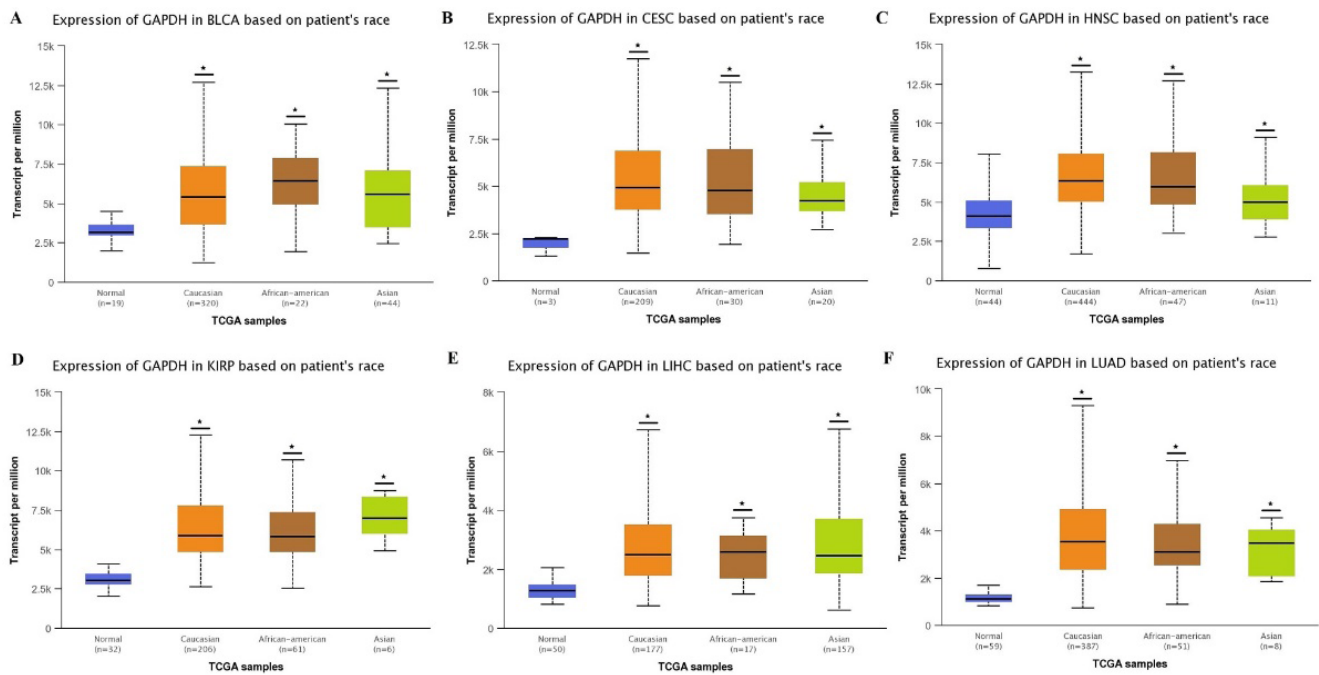 A
Expression of GAPDH in BLCA based on patient's race
Transcript per million
15k
12.5k
10k
7.5k
5k
2.5k
0
*
*
*
Normal
(n=19)
Caucasian
(n=320)
African-american
(n=22)
Asian
(n=44)
TCGA samples
B
Expression of GAPDH in CESC based on patient's race
Transcript per million
12.5k
10k
7.5k
5k
2.5k
0
*
*
*
Normal
(n=3)
Caucasian
(n=209)
African-american
(n=30)
Asian
(n=20)
TCGA samples
C
Expression of GAPDH in HNSC based on patient's race
Transcript per million
15k
12.5k
10k
7.5k
5k
2.5k
0
*
*
*
Normal
(n=44)
Caucasian
(n=444)
African-american
(n=47)
Asian
(n=11)
TCGA samples
D
Expression of GAPDH in KIRP based on patient's race
Transcript per million
15k
12.5k
10k
7.5k
5k
2.5k
0
*
*
*
Normal
(n=32)
Caucasian
(n=206)
African-american
(n=61)
Asian
(n=6)
TCGA samples
E
Expression of GAPDH in LIHC based on patient's race
Transcript per million
8k
6k
4k
2k
0
*
*
*
Normal
(n=50)
Caucasian
(n=177)
African-american
(n=17)
Asian
(n=157)
TCGA samples
F
Expression of GAPDH in LUAD based on patient's race
Transcript per million
10k
8k
6k
4k
2k
0
*
*
*
Normal
(n=59)
Caucasian
(n=387)
African-american
(n=51)
Asian
(n=8)
TCGA samples